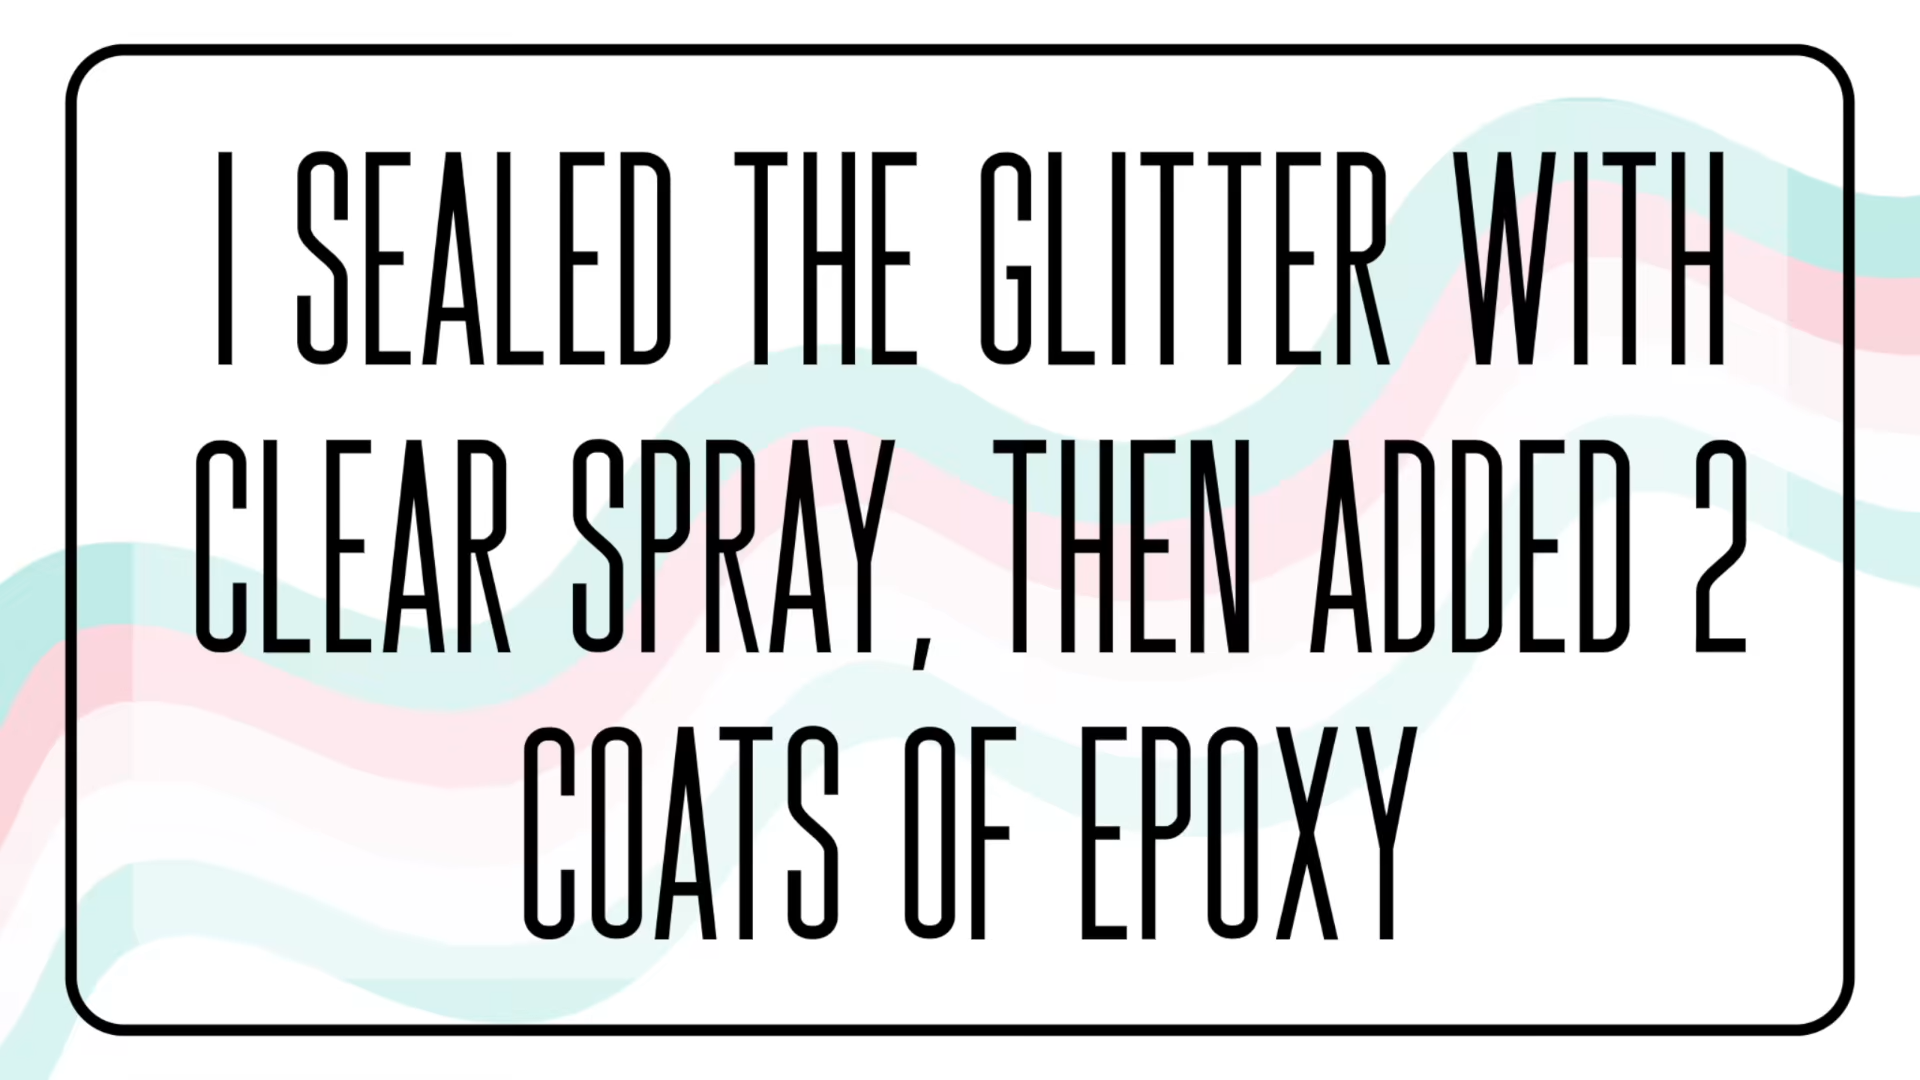 I SEALED THE GLITTER WITH
CLEAR SPRAY, THEN ADDED 2
COATS OF EPOXY